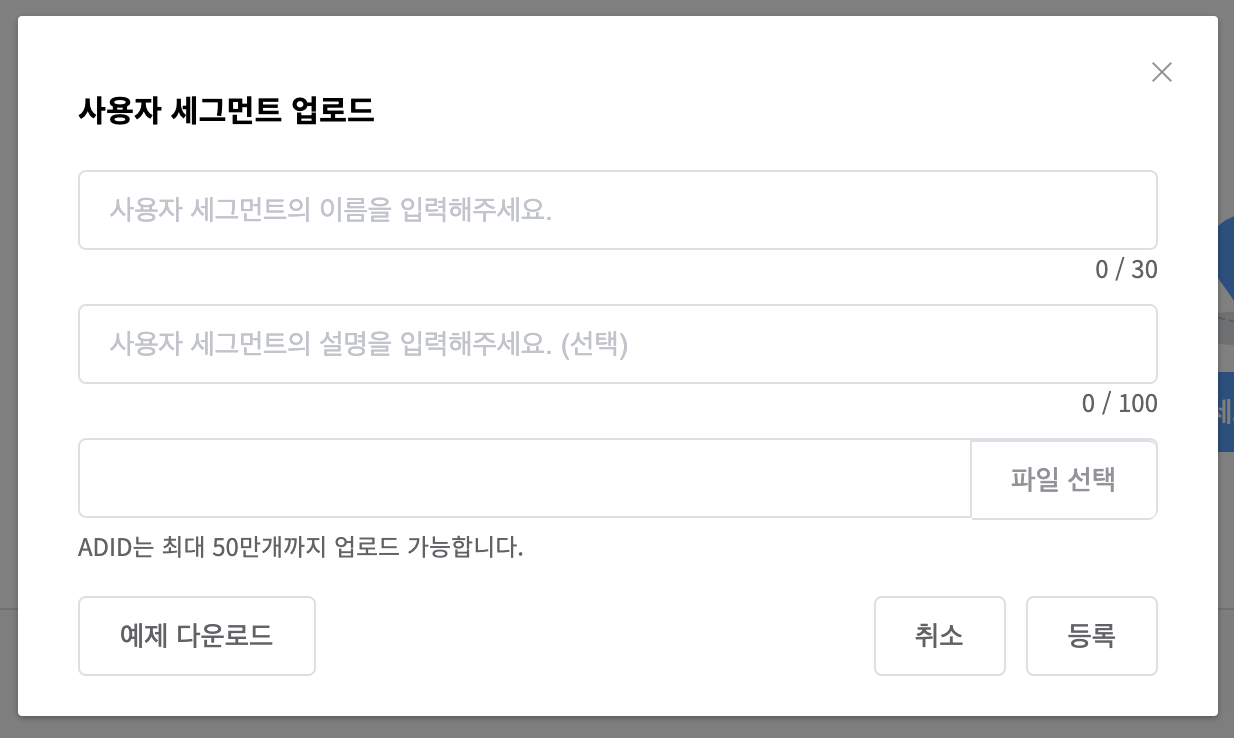 사용자 세그먼트 업로드
사용자 세그먼트의 이름을 입력해주세요.
0 / 30
사용자 세그먼트의 설명을 입력해주세요. (선택)
0 / 100
파일 선택
ADID는 최대 50만개까지 업로드 가능합니다.
예제 다운로드
취소
등록